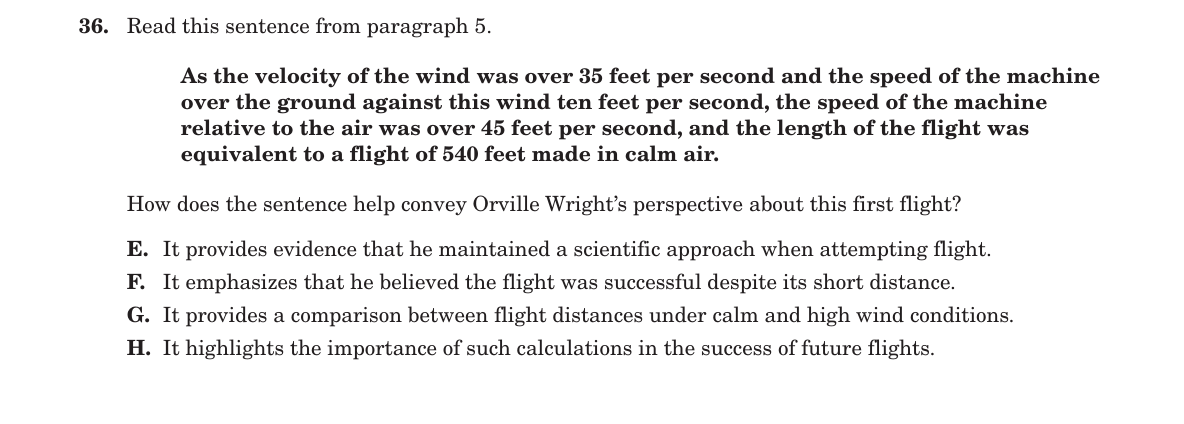 36. Read this sentence from paragraph 5.
As the velocity of the wind was over 35 feet per second and the speed of the machine
over the ground against this wind ten feet per second, the speed of the machine
relative to the air was over 45 feet per second, and the length of the flight was
equivalent to a flight of 540 feet made in calm air.
How does the sentence help convey Orville Wright’s perspective about this first flight?
E. It provides evidence that he maintained a scientific approach when attempting flight.
F. It emphasizes that he believed the flight was successful despite its short distance.
G. It provides a comparison between flight distances under calm and high wind conditions.
H. It highlights the importance of such calculations in the success of future flights.